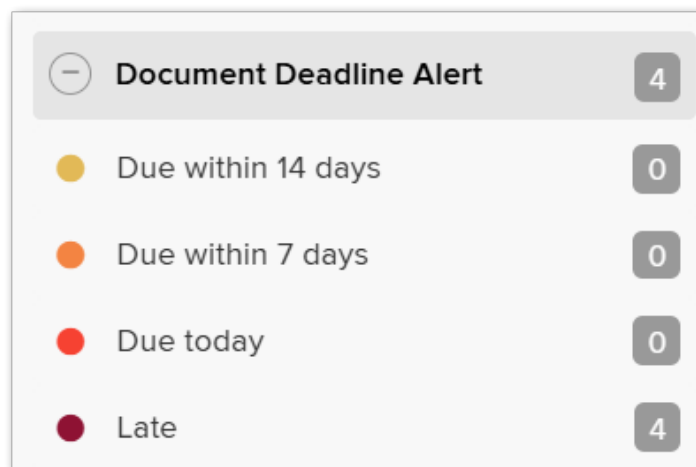 Document Deadline Alert 4
Due within 14 days 0
Due within 7 days 0
Due today 0
Late 4